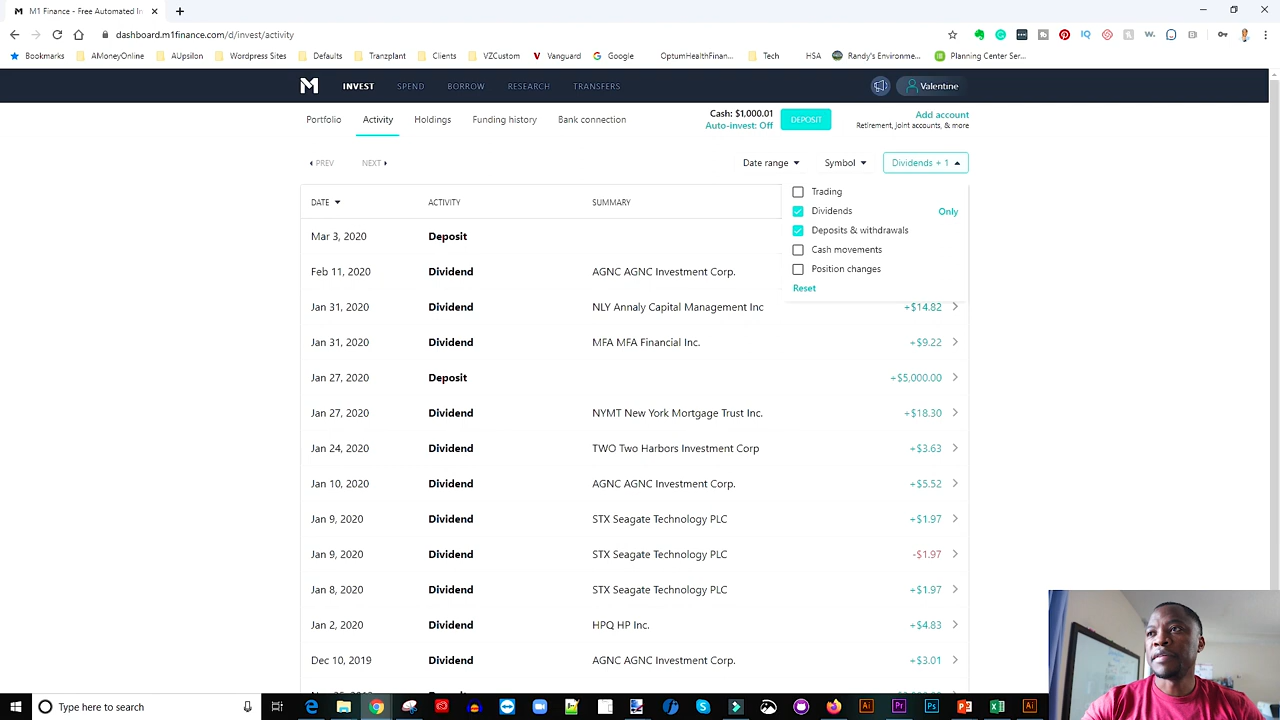 M1 Finance - Free Automated In
dashboard.m1finance.com/d/invest/activity
Bookmarks AMoneyOnline AUpsilon Wordpress Sites Defaults Tranzplant Clients VZCustom Vanguard Google OptumHealthFinan... Tech HSA Randy's Environme... Planning Center Ser...
INVEST SPEND BORROW RESEARCH TRANSFERS Valentine
Portfolio Activity Holdings Funding history Bank connection
Cash: $1,000.01
Auto-invest: Off
DEPOSIT
Add account
Retirement, joint accounts, & more
PREV NEXT Date range Symbol Dividends + 1
Trading
Dividends Only
Deposits & withdrawals
Cash movements
Position changes
Reset
DATE ACTIVITY SUMMARY
Mar 3, 2020 Deposit
Feb 11, 2020 Dividend AGNC AGNC Investment Corp.
Jan 31, 2020 Dividend NLY Annaly Capital Management Inc +$14.82
Jan 31, 2020 Dividend MFA MFA Financial Inc. +$9.22
Jan 27, 2020 Deposit +$5,000.00
Jan 27, 2020 Dividend NYMT New York Mortgage Trust Inc. +$18.30
Jan 24, 2020 Dividend TWO Two Harbors Investment Corp +$3.63
Jan 10, 2020 Dividend AGNC AGNC Investment Corp. +$5.52
Jan 9, 2020 Dividend STX Seagate Technology PLC +$1.97
Jan 9, 2020 Dividend STX Seagate Technology PLC -$1.97
Jan 8, 2020 Dividend STX Seagate Technology PLC +$1.97
Jan 2, 2020 Dividend HPQ HP Inc. +$4.83
Dec 10, 2019 Dividend AGNC AGNC Investment Corp. +$3.01
Type here to search